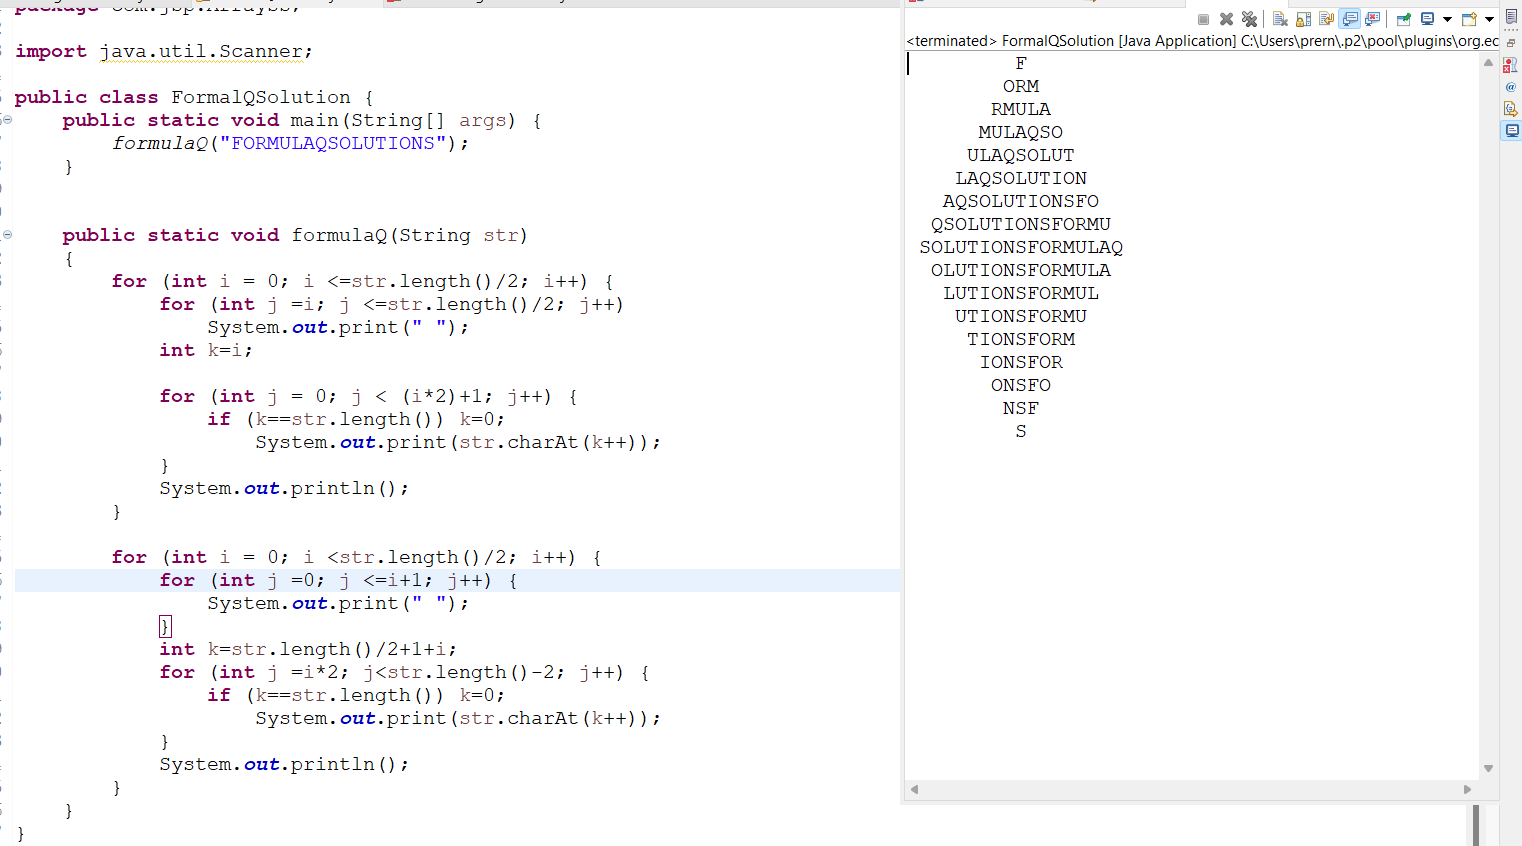 import java.util.Scanner;
public class FormalQSolution {
public static void main(String[] args) {
formulaQ("FORMULAQSOLUTIONS");
}
public static void formulaQ(String str)
{
for (int i = 0; i <=str.length()/2; i++) {
for (int j =i; j <=str.length()/2; j++)
System.out.print(" ");
int k=i;
for (int j = 0; j < (i*2)+1; j++) {
if (k==str.length()) k=0;
System.out.print(str.charAt(k++));
}
System.out.println();
}
for (int i = 0; i <str.length()/2; i++) {
for (int j =0; j <=i+1; j++) {
System.out.print(" ");
}
int k=str.length()/2+1+i;
for (int j =i*2; j<str.length()-2; j++) {
if (k==str.length()) k=0;
System.out.print(str.charAt(k++));
}
System.out.println();
}
}
}
<terminated> FormalQSolution [Java Application] C:\Users\prern\.p2\pool\plugins\org.ec
F
ORM
RMULA
MULAQSO
ULAQSOLUT
LAQSOLUTION
AQSOLUTIONSFO
QSOLUTIONSFORMU
SOLUTIONSFORMULAQ
OLUTIONSFORMULA
LUTIONSFORMUL
UTIONSFORMU
TIONSFORM
IONSFOR
ONSFO
NSF
S